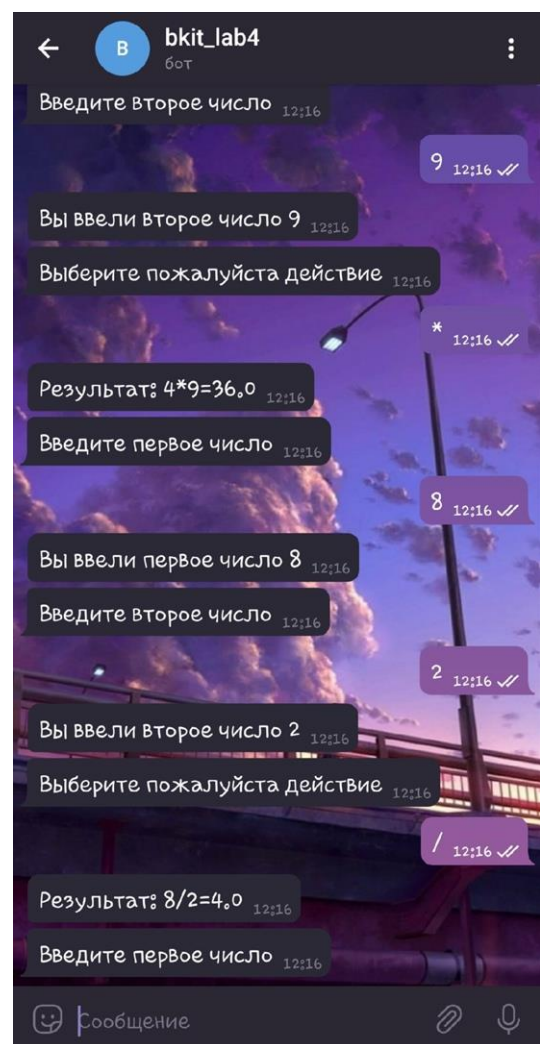 bkit_lab4
B
бот
Введите второе число 12:16
9 12:16
Вы ввели второе число 9 12:16
Выберите пожалуйста действие 12:16
* 12:16
Результат: 4*9=36.0 12:16
Введите первое число 12:16
8 12:16
Вы ввели первое число 8 12:16
Введите второе число 12:16
2 12:16
Вы ввели второе число 2 12:16
Выберите пожалуйста действие 12:16
/ 12:16
Результат: 8/2=4.0 12:16
Введите первое число 12:16
Сообщение